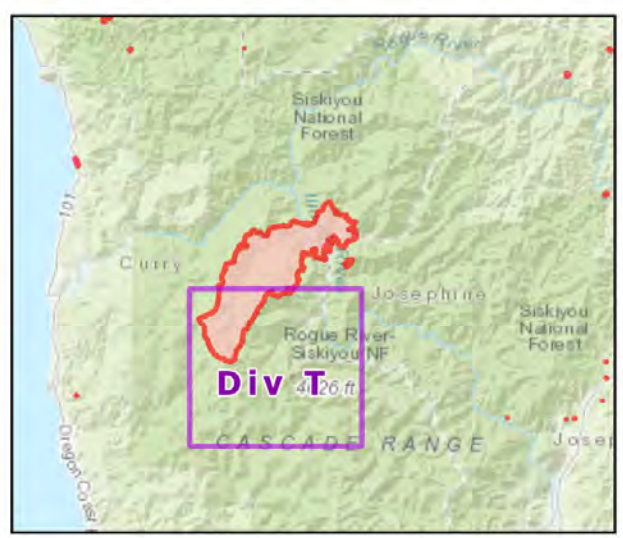 Rogue River
Siskiyou
National
Forest
101
Curry
Josephine
Siskiyou
National
Forest
Rogue River-
Siskiyou NF
Div T
ft
CASCADE RANGE
Josep
Oregon Coast